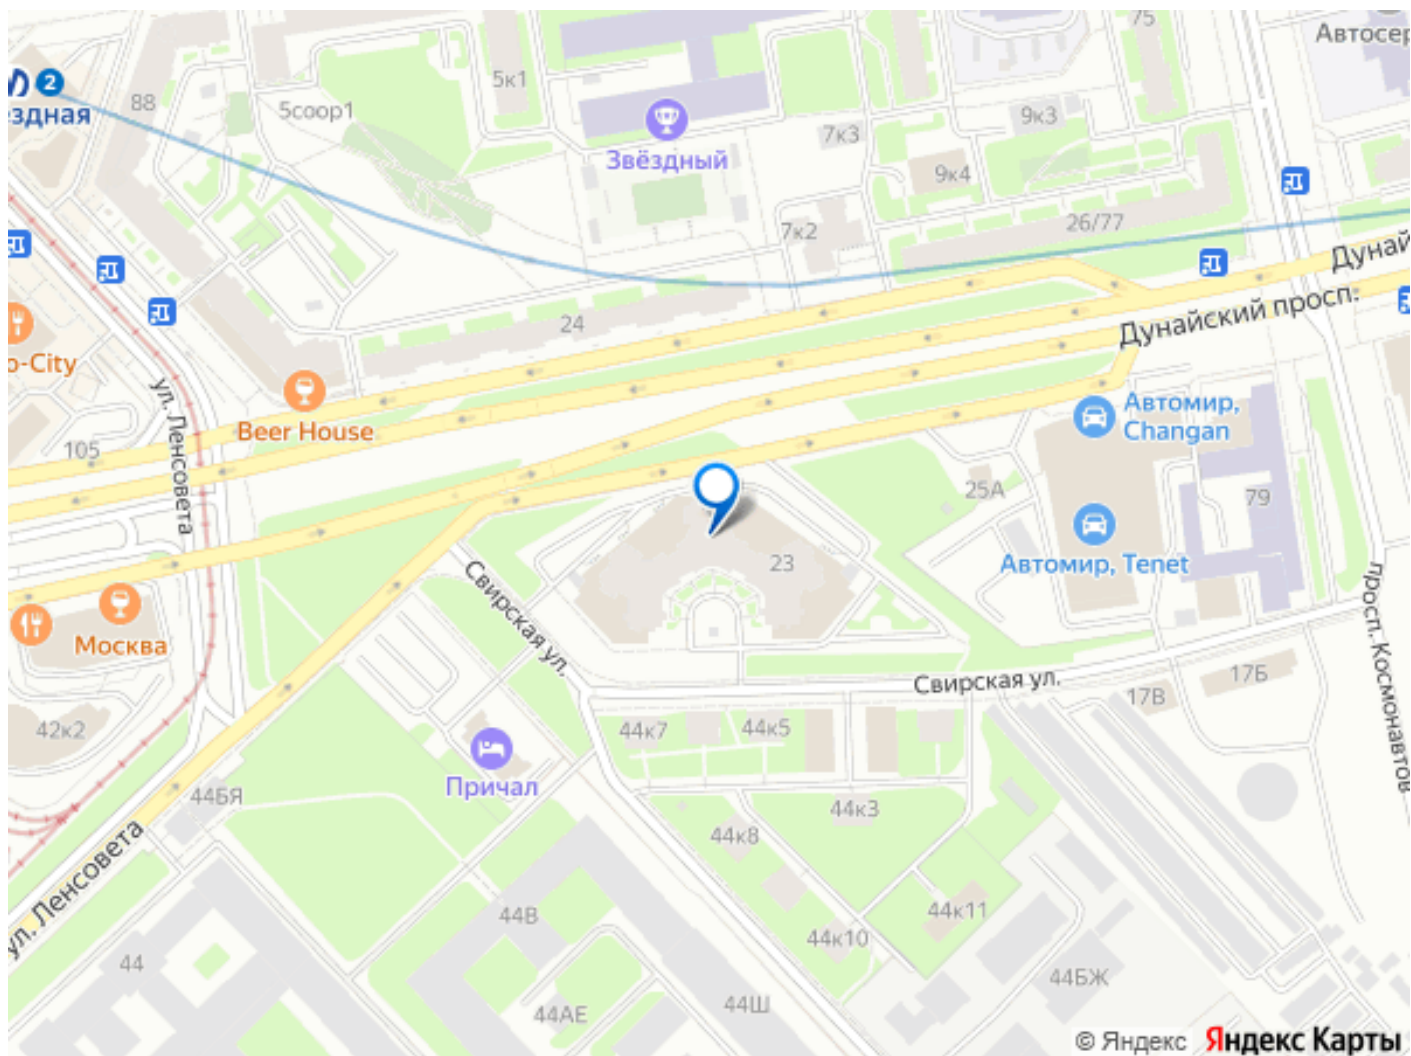 75
Автосер
2
ездная
88
5соор1
5к1
Звёздный
7к3
9к3
9к4
7к2
26/77
Дунай
Дунайский просп.
24
o-City
ул. Ленсовета
Beer House
105
Автомир,
Changan
25А
79
23
Автомир, Tenet
Свирская ул.
просп. Космонавтов
Москва
Свирская ул.
17Б
17В
42к2
44к7
44к5
Причал
44БЯ
44к3
44к8
ул. Ленсовета
44В
44к11
44к10
44
44БЖ
44АЕ
44Ш
© Яндекс Яндекс Карты